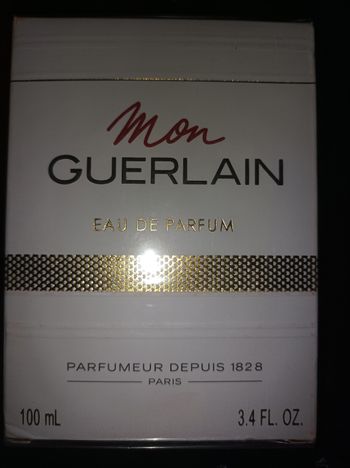 Mon
GUERLAIN
EAU DE PARFUM
PARFUMEUR DEPUIS 1828
PARIS
100 mL 3.4 FL. OZ.